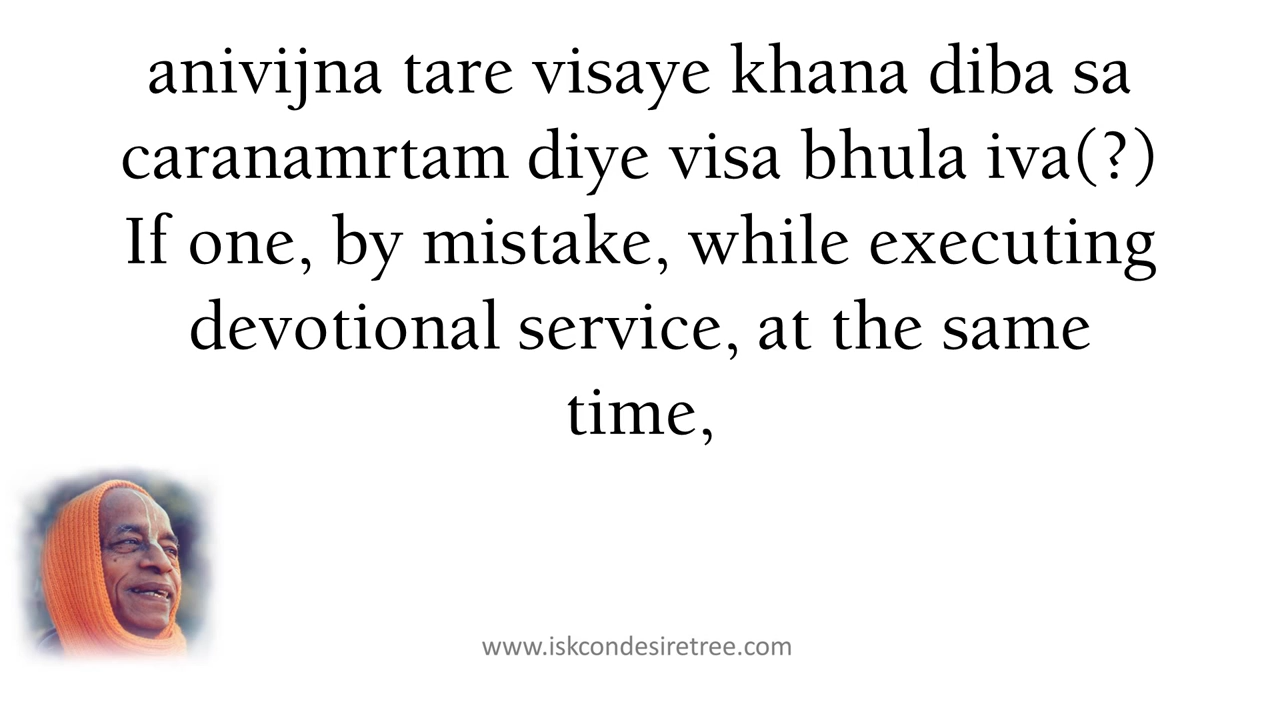 anivijna tare visaye khana diba sa
caranamrtam diye visa bhula iva(?)
If one, by mistake, while executing
devotional service, at the same
time,
www.iskcondesiretree.com